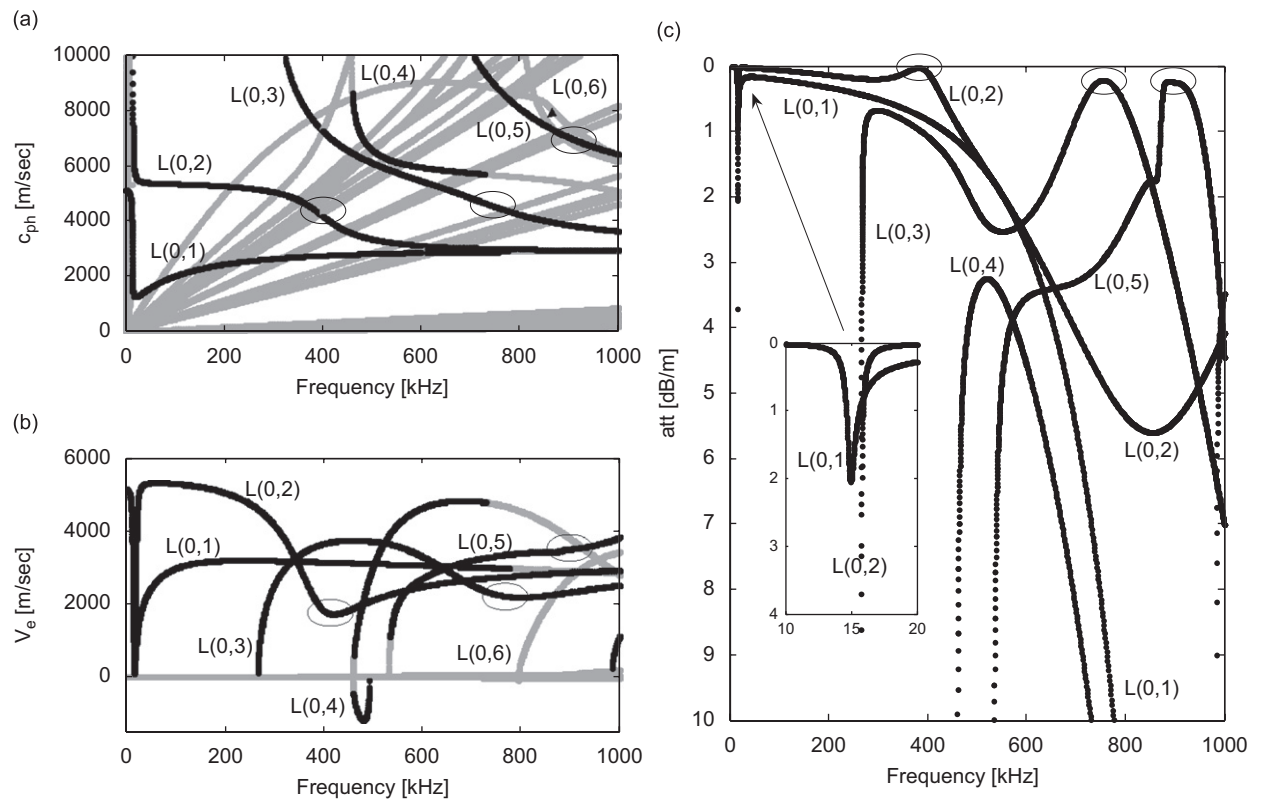 (a)
10000
8000
6000
4000
2000
0
c_ph [m/sec]
L(0,3)
L(0,4)
L(0,6)
L(0,5)
L(0,2)
L(0,1)
0 200 400 600 800 1000
Frequency [kHz]
(b)
6000
4000
2000
0
V_e [m/sec]
L(0,2)
L(0,1)
L(0,5)
L(0,3)
L(0,6)
L(0,4)
0 200 400 600 800 1000
Frequency [kHz]
(c)
0
1
2
3
4
5
6
7
8
9
10
att [dB/m]
L(0,1)
L(0,2)
L(0,3)
L(0,4)
L(0,5)
L(0,2)
L(0,1)
0
1
2
3
4
L(0,1)
L(0,2)
10 15 20
0 200 400 600 800 1000
Frequency [kHz]